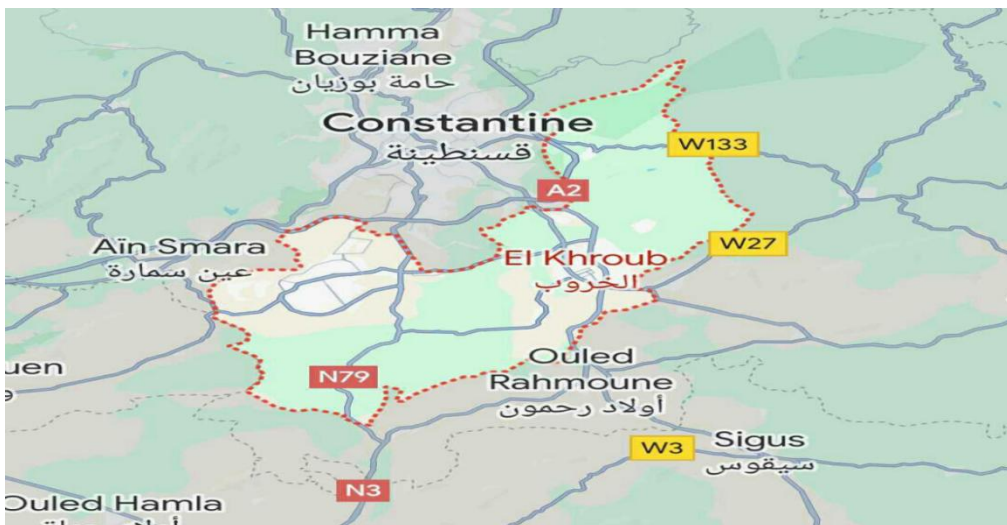 Hamma
Bouziane
حامة بوزيان
Constantine
قسنطينة
W133
A2
Aïn Smara
عين سمارة
W27
El Khroub
الخروب
N79
Ouled
Rahmoune
أولاد رحمون
W3
Sigus
سيقوس
N3
Ouled Hamla